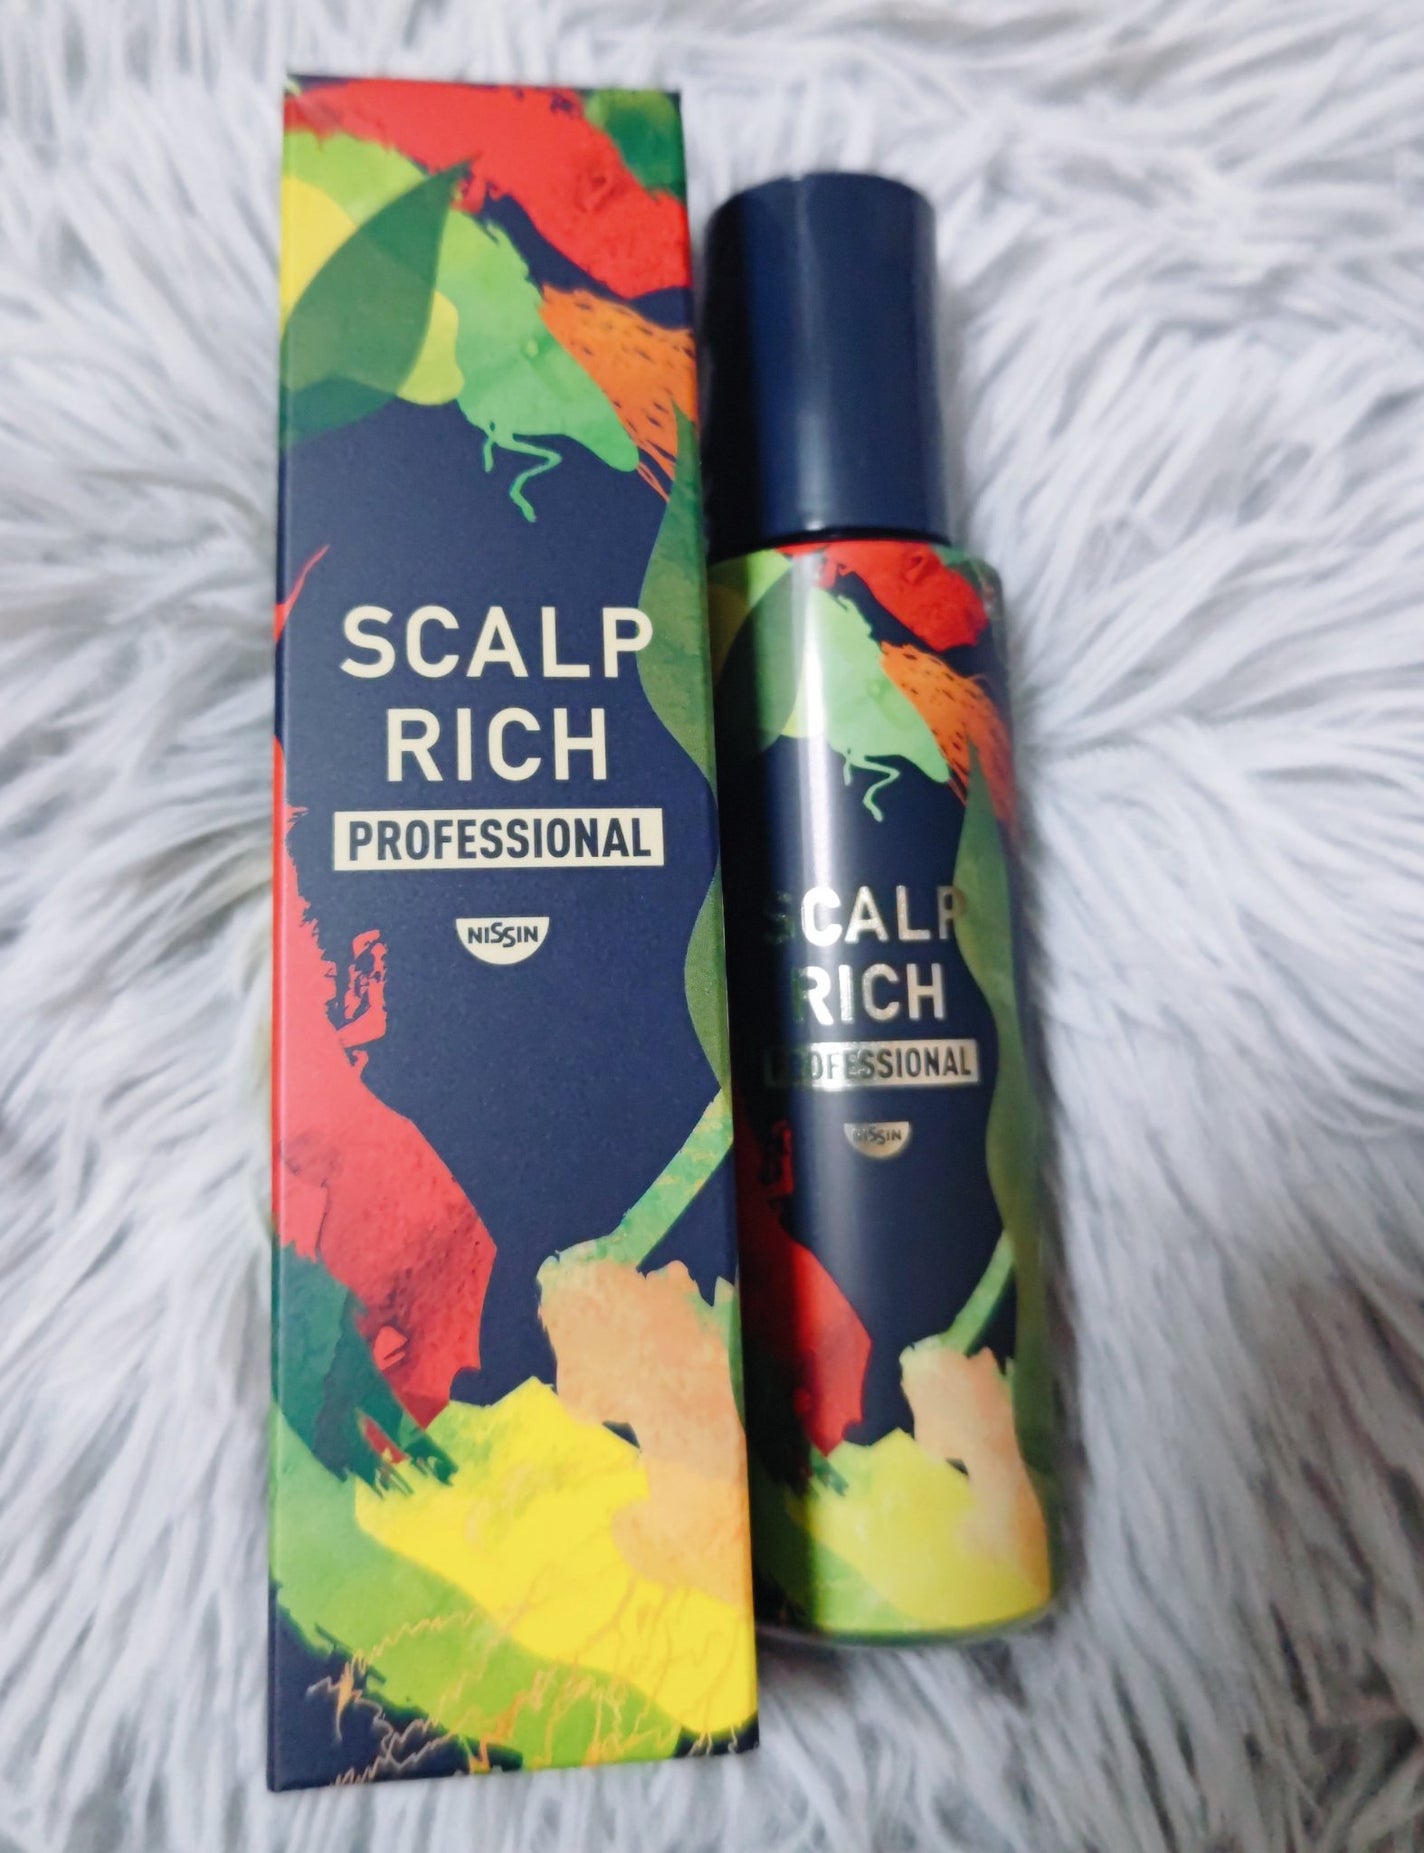 SCALP
RICH
PROFESSIONAL
NISSIN
SCALP
RICH
PROFESSIONAL
NISSIN